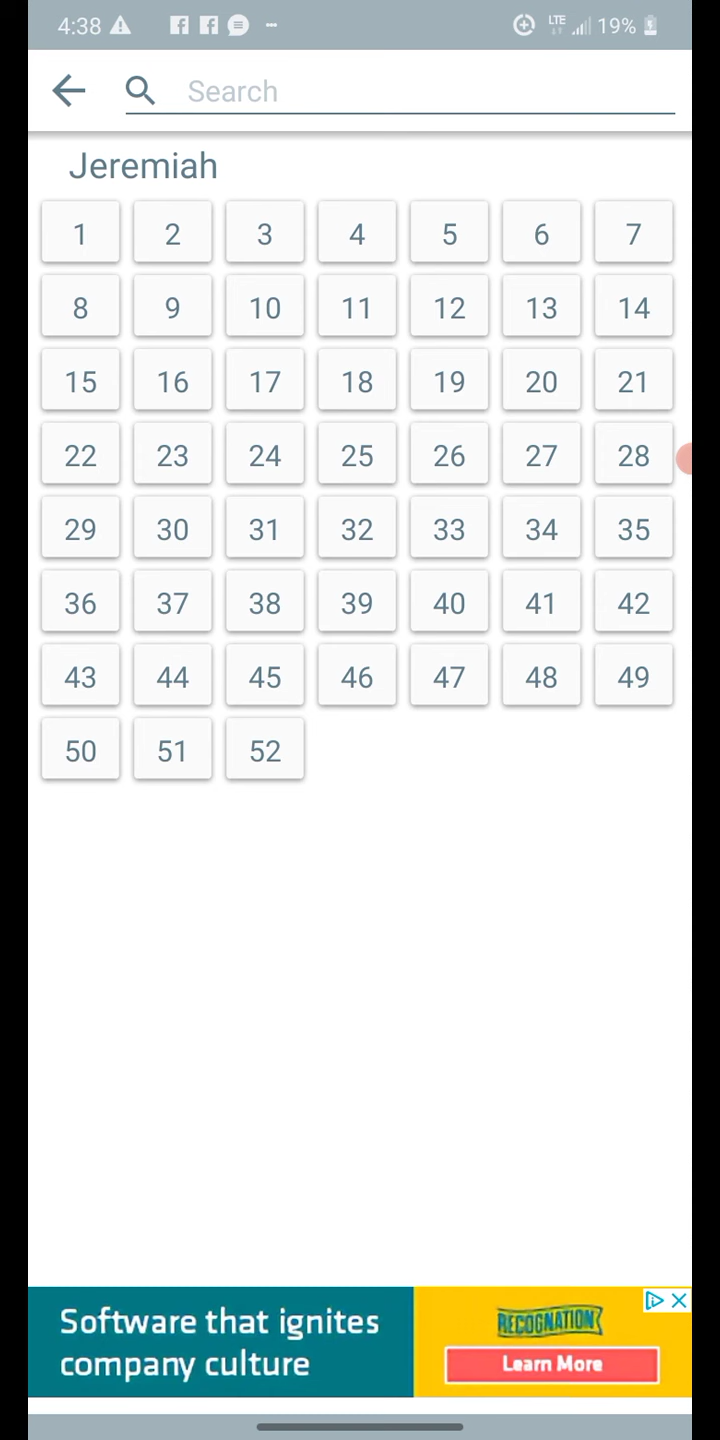 4:38 LTE 19%
Search
Jeremiah
1 2 3 4 5 6 7
8 9 10 11 12 13 14
15 16 17 18 19 20 21
22 23 24 25 26 27 28
29 30 31 32 33 34 35
36 37 38 39 40 41 42
43 44 45 46 47 48 49
50 51 52
Software that ignites
company culture
RECOGNATION
Learn More